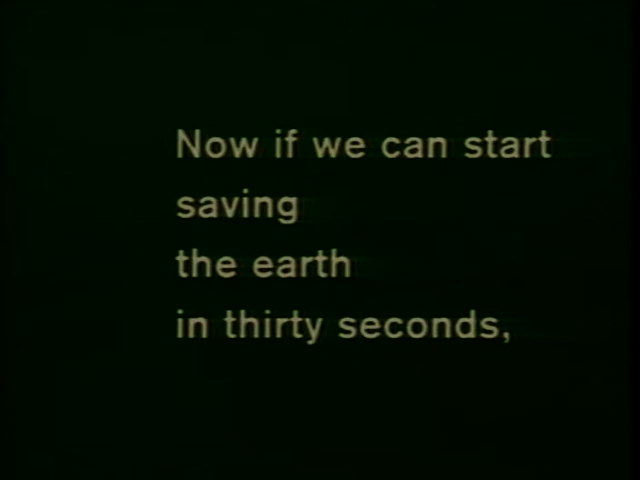 Now if we can start
saving
the earth
in thirty seconds,